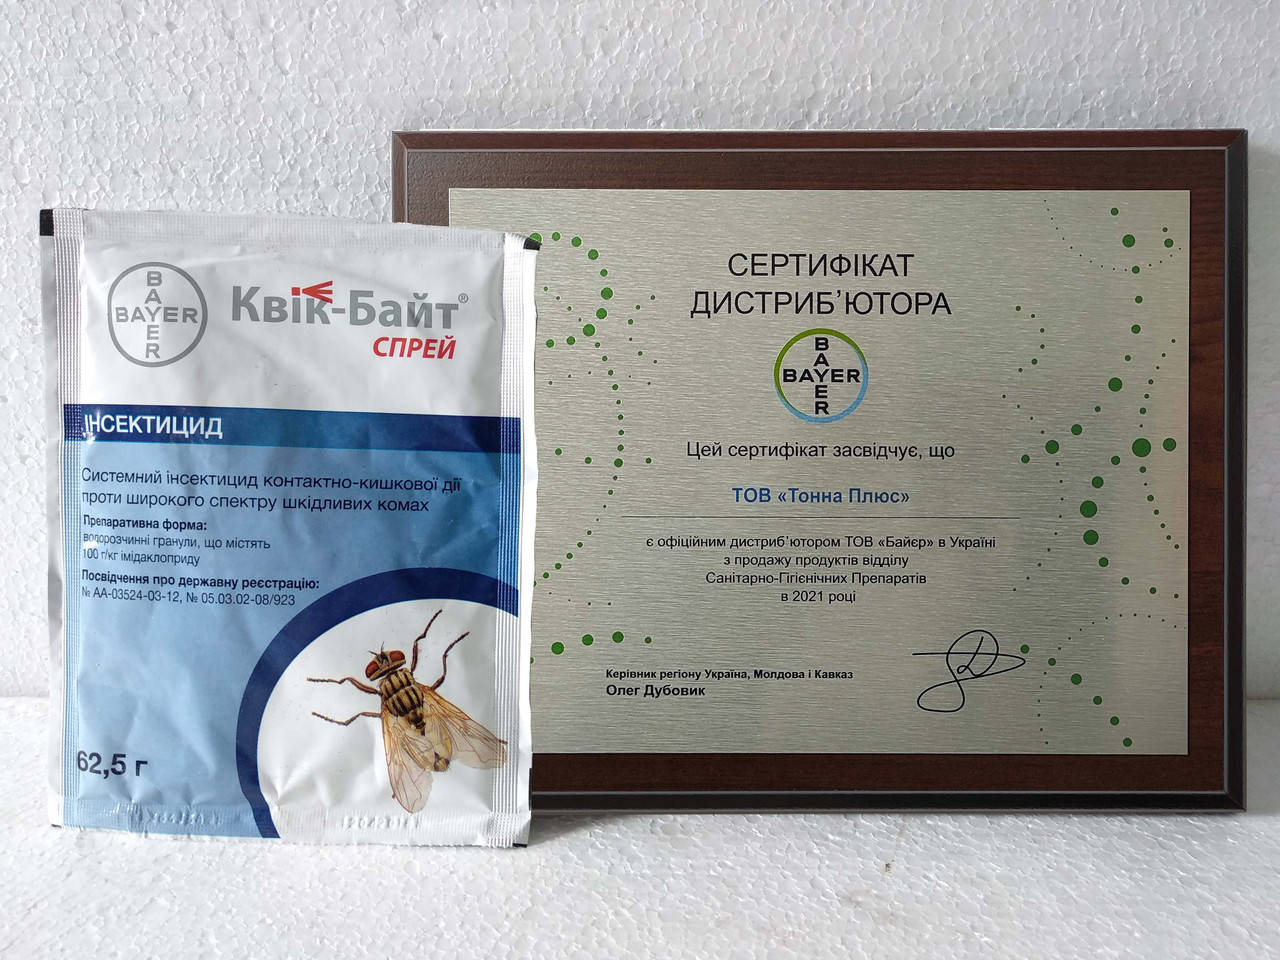 BAYER
BAYER
Квік-Байт®
СПРЕЙ
ІНСЕКТИЦИД
Системний інсектицид контактно-кишкової дії
проти широкого спектру шкідливих комах
Препаративна форма:
водорозчинні гранули, що містять
100 г/кг імідаклоприду
Посвідчення про державну реєстрацію:
№ АА-03524-03-12, № 05.03.02-08/923
62,5 г
СЕРТИФІКАТ
ДИСТРИБ'ЮТОРА
BAYER
BAYER
Цей сертифікат засвідчує, що
ТОВ «Тонна Плюс»
є офіційним дистриб'ютором ТОВ «Байєр» в Україні
з продажу продуктів відділу
Санітарно-Гігієнічних Препаратів
в 2021 році
Керівник регіону Україна, Молдова і Кавказ
Олег Дубовик